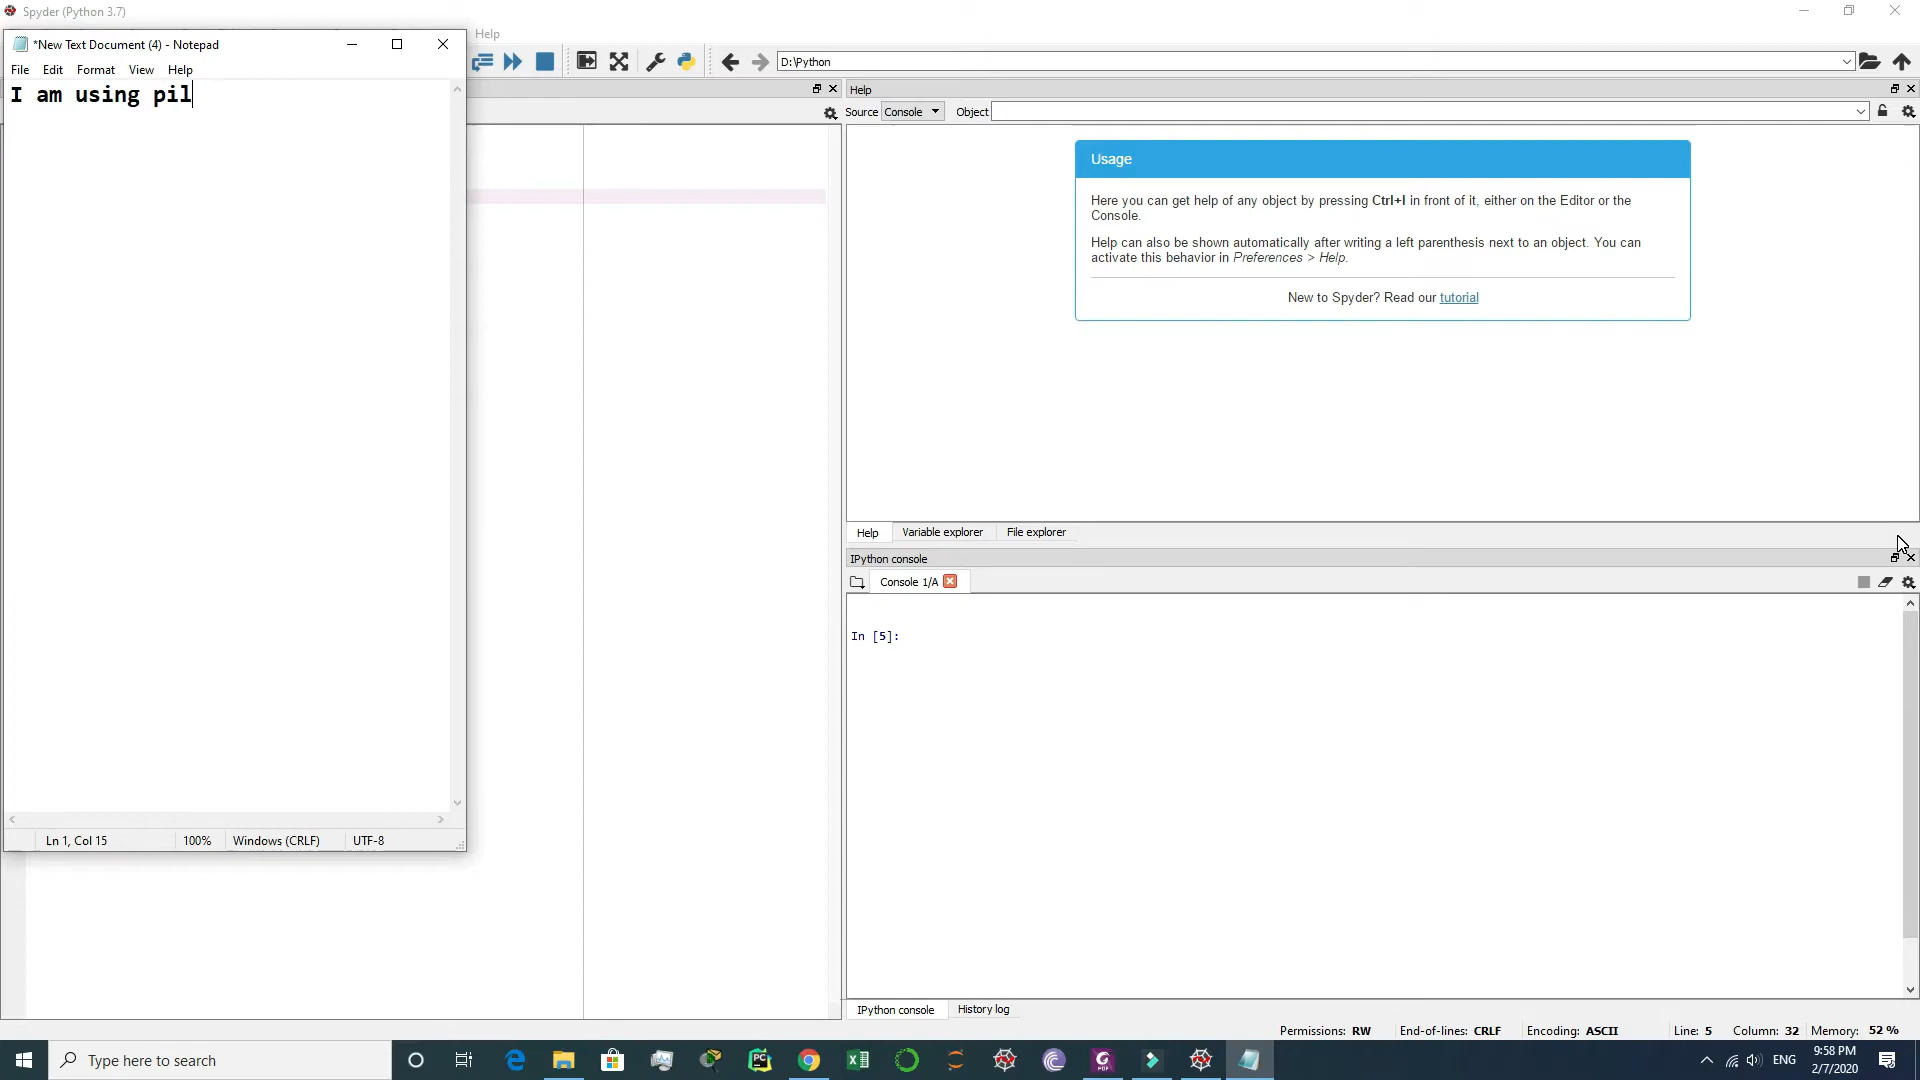 Spyder (Python 3.7)
*New Text Document (4) - Notepad
Help
File Edit Format View Help
D:\Python
I am using pil
Help
Source Console Object
Usage
Here you can get help of any object by pressing Ctrl+I in front of it, either on the Editor or the
Console.
Help can also be shown automatically after writing a left parenthesis next to an object. You can
activate this behavior in Preferences > Help.
New to Spyder? Read our tutorial
Help Variable explorer File explorer
IPython console
Console 1/A
In [5]:
Ln 1, Col 15 100% Windows (CRLF) UTF-8
IPython console History log
Permissions: RW End-of-lines: CRLF Encoding: ASCII Line: 5 Column: 32 Memory: 52 %
Type here to search
PC
ENG
9:58 PM
2/7/2020